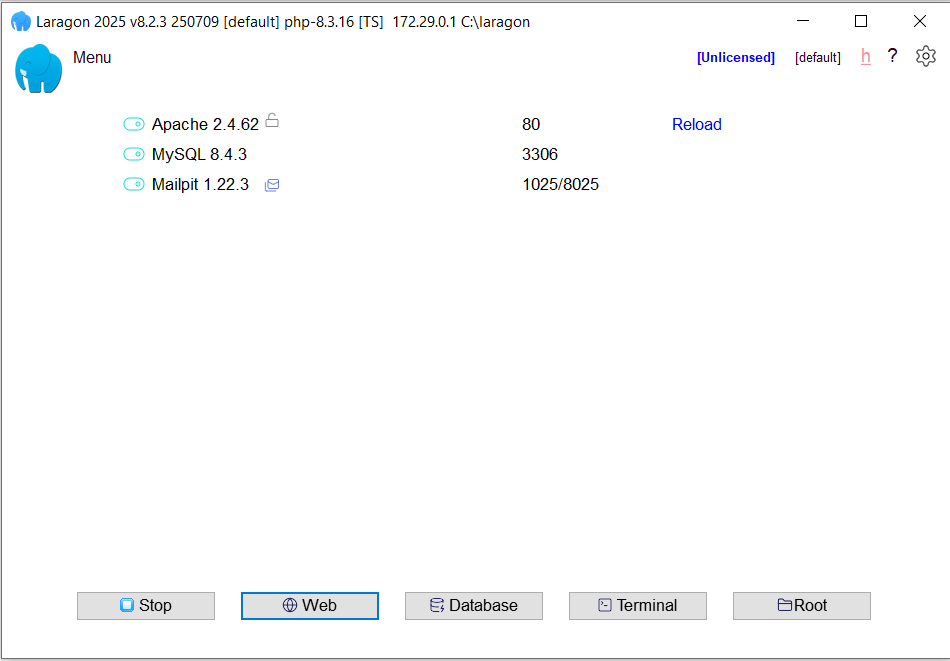 Laragon 2025 v8.2.3 250709 [default] php-8.3.16 [TS]  172.29.0.1 C:\laragon
Menu [Unlicensed] [default] h ?
Apache 2.4.62 80 Reload
MySQL 8.4.3 3306
Mailpit 1.22.3 1025/8025
Stop Web Database Terminal Root